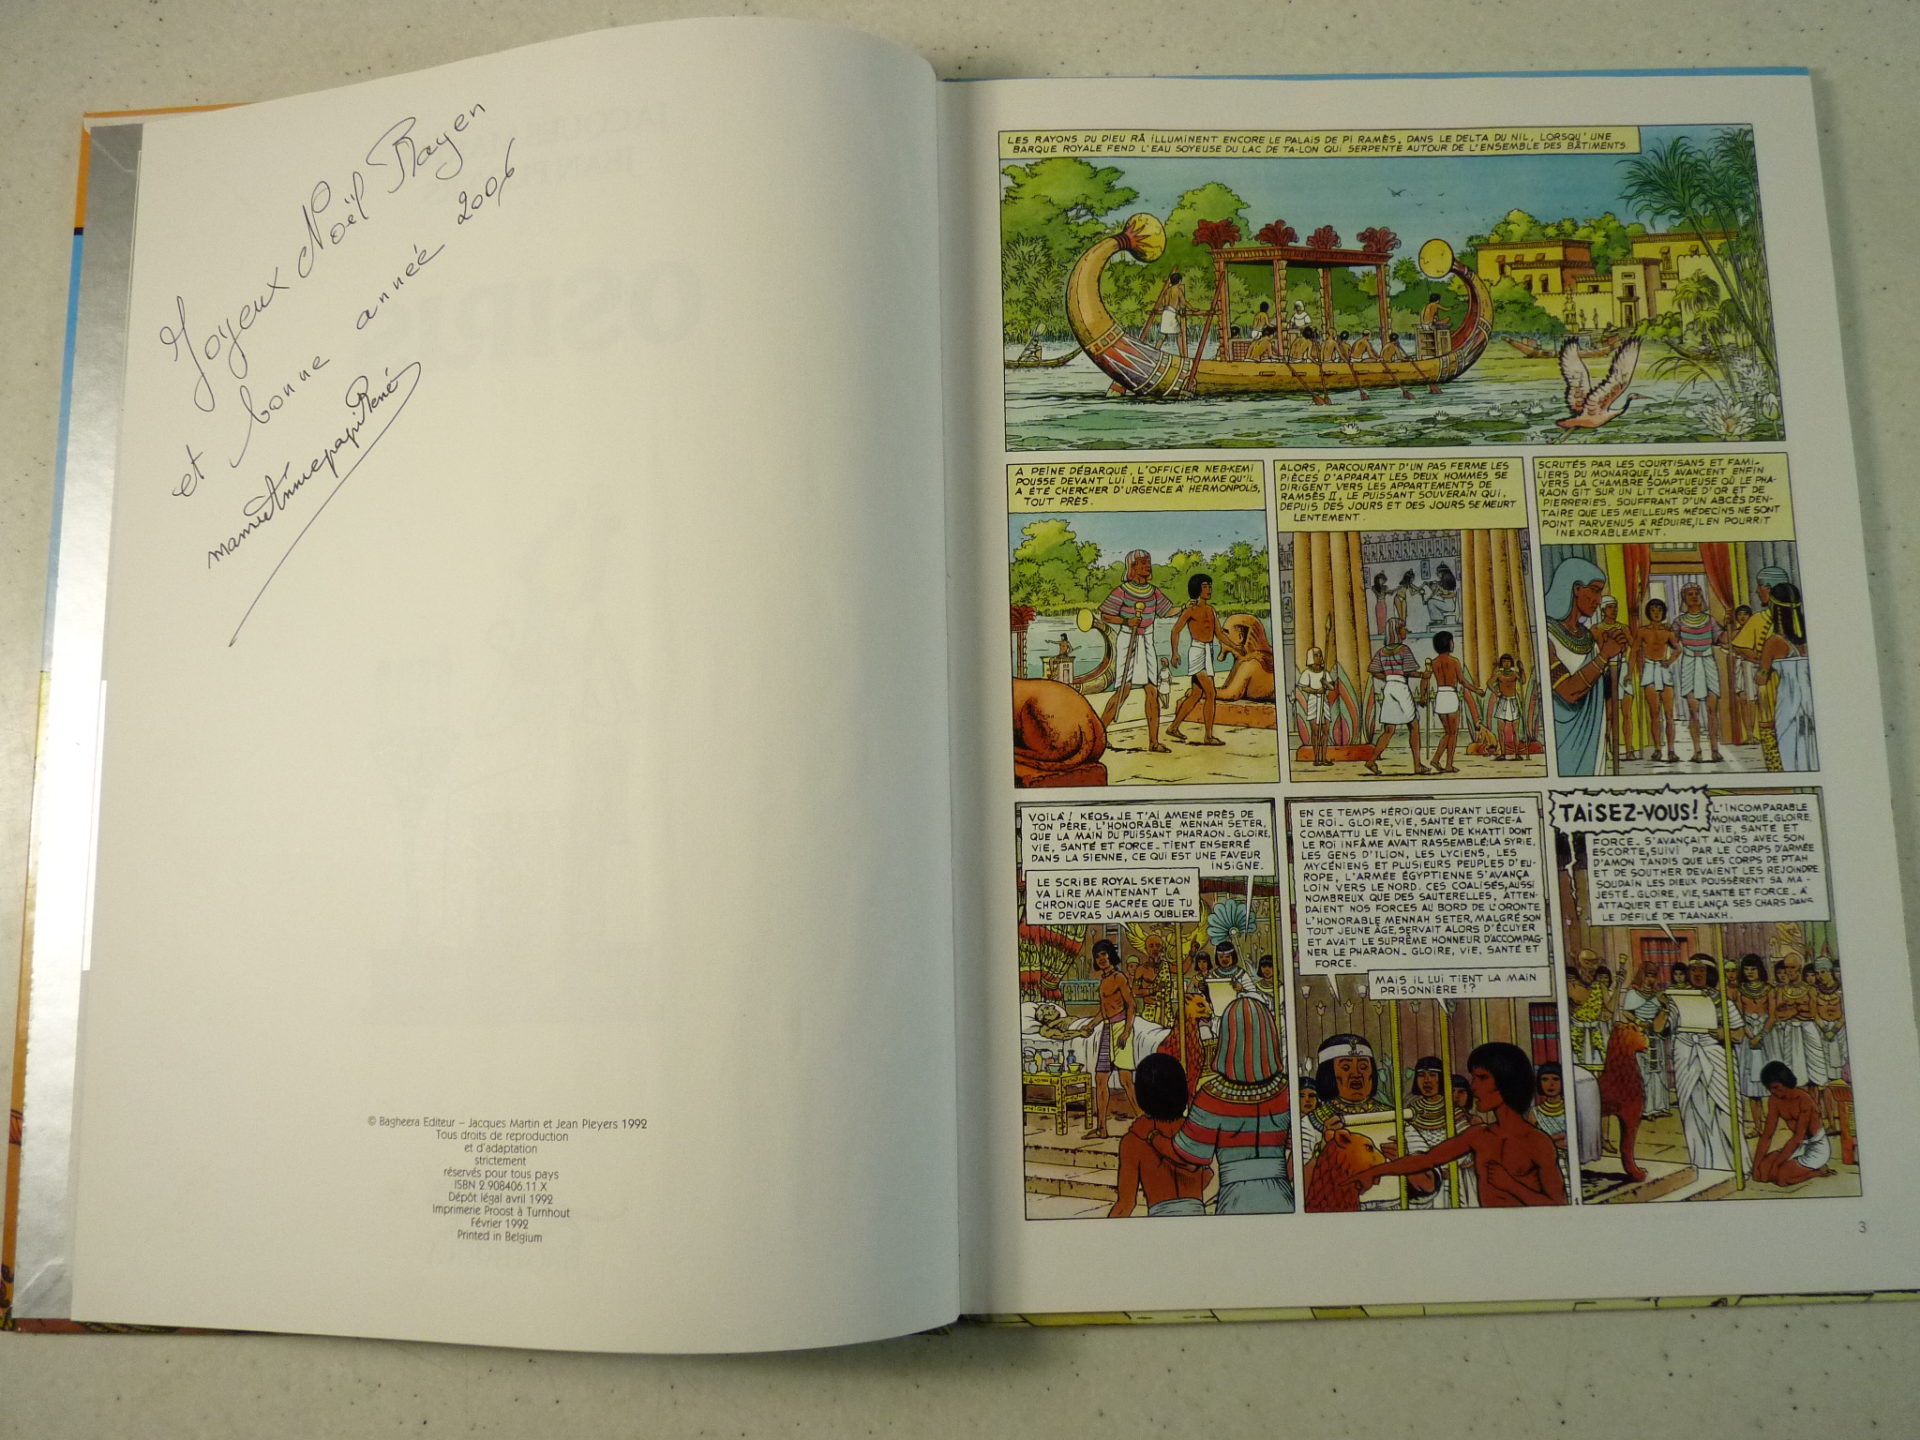 Joyeux Noël Rayen
et bonne année 2006
mamie Annie papi René
© Bagheera Editeur – Jacques Martin et Jean Pleyers 1992
Tous droits de reproduction
et d'adaptation
strictement
réservés pour tous pays
ISBN 2.908406.11.X
Dépôt légal avril 1992
Imprimerie Proost à Turnhout
Février 1992
Printed in Belgium
LES RAYONS DU DIEU RÂ ILLUMINENT ENCORE LE PALAIS DE PI RAMÈS, DANS LE DELTA DU NIL, LORSQU'UNE
BARQUE ROYALE FEND L'EAU SOYEUSE DU LAC DE TA-LON QUI SERPENTE AUTOUR DE L'ENSEMBLE DES BÂTIMENTS.
A PEINE DÉBARQUÉ, L'OFFICIER NEB-KEMI
POUSSE DEVANT LUI LE JEUNE HOMME QU'IL
A ÉTÉ CHERCHER D'URGENCE À HERMONPOLIS,
TOUT PRÈS.
ALORS, PARCOURANT D'UN PAS FERME LES
PIÈCES D'APPARAT LES DEUX HOMMES SE
DIRIGENT VERS LES APPARTEMENTS DE
RAMSÈS II, LE PUISSANT SOUVERAIN QUI,
DEPUIS DES JOURS ET DES JOURS SE MEURT
LENTEMENT.
SCRUTÉS PAR LES COURTISANS ET FAMI-
LIERS DU MONARQUE, ILS AVANCENT ENFIN
VERS LA CHAMBRE SOMPTUEUSE OÙ LE PHA-
RAON GIT SUR UN LIT CHARGÉ D'OR ET DE
PIERRERIES, SOUFFRANT D'UN ABCÈS DEN-
TAIRE QUE LES MEILLEURS MÉDECINS NE SONT
POINT PARVENUS À RÉDUIRE, IL EN POURRIT
INEXORABLEMENT.
VOILÀ ! KEOS, JE T'AI AMENÉ PRÈS DE
TON PÈRE, L'HONORABLE MENNAH SETER,
QUE LA MAIN DU PUISSANT PHARAON - GLOIRE,
VIE, SANTÉ ET FORCE - TIENT ENSERRÉ
DANS LA SIENNE, CE QUI EST UNE FAVEUR
INSIGNE.
LE SCRIBE ROYAL SKETAON
VA LIRE MAINTENANT LA
CHRONIQUE SACRÉE QUE TU
NE DEVRAS JAMAIS OUBLIER.
EN CE TEMPS HÉROÏQUE DURANT LEQUEL
LE ROI - GLOIRE, VIE, SANTÉ ET FORCE - A
COMBATTU LE VIL ENNEMI DE KHATTI DONT
LE ROI INFÂME AVAIT RASSEMBLÉ : LA SYRIE,
LES GENS D'ILION, LES LYCIENS, LES
MYCÉNIENS ET PLUSIEURS PEUPLES D'EU-
ROPE, L'ARMÉE ÉGYPTIENNE S'AVANÇA
LOIN VERS LE NORD. CES COALISÉS, AUSSI
NOMBREUX QUE DES SAUTERELLES, ATTEN-
DAIENT NOS FORCES AU BORD DE L'ORONTE.
L'HONORABLE MENNAH SETER, MALGRÉ SON
TOUT JEUNE ÂGE, SERVAIT ALORS D'ÉCUYER
ET AVAIT LE SUPRÊME HONNEUR D'ACCOMPAG-
NER LE PHARAON - GLOIRE, VIE, SANTÉ ET
FORCE.
MAIS IL LUI TIENT LA MAIN
PRISONNIÈRE !?
TAISEZ-VOUS !
L'INCOMPARABLE
MONARQUE, GLOIRE,
VIE, SANTÉ ET
FORCE - S'AVANÇAIT ALORS AVEC SON
ESCORTE, SUIVI PAR LE CORPS D'ARMÉE
D'AMON TANDIS QUE LES CORPS DE PTAH
ET DE SOUTHER DEVAIENT LES REJOINDRE
SOUDAIN LES DIEUX POUSSÈRENT SA MA-
JESTÉ - GLOIRE, VIE, SANTÉ ET FORCE - À
ATTAQUER ET ELLE LANÇA SES CHARS DANS
LE DÉFILÉ DE TAANAKH.
3